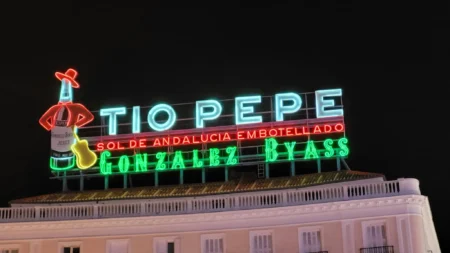 TIO PEPE
SOL DE ANDALUCIA EMBOTELLADO
GONZALEZ BYASS